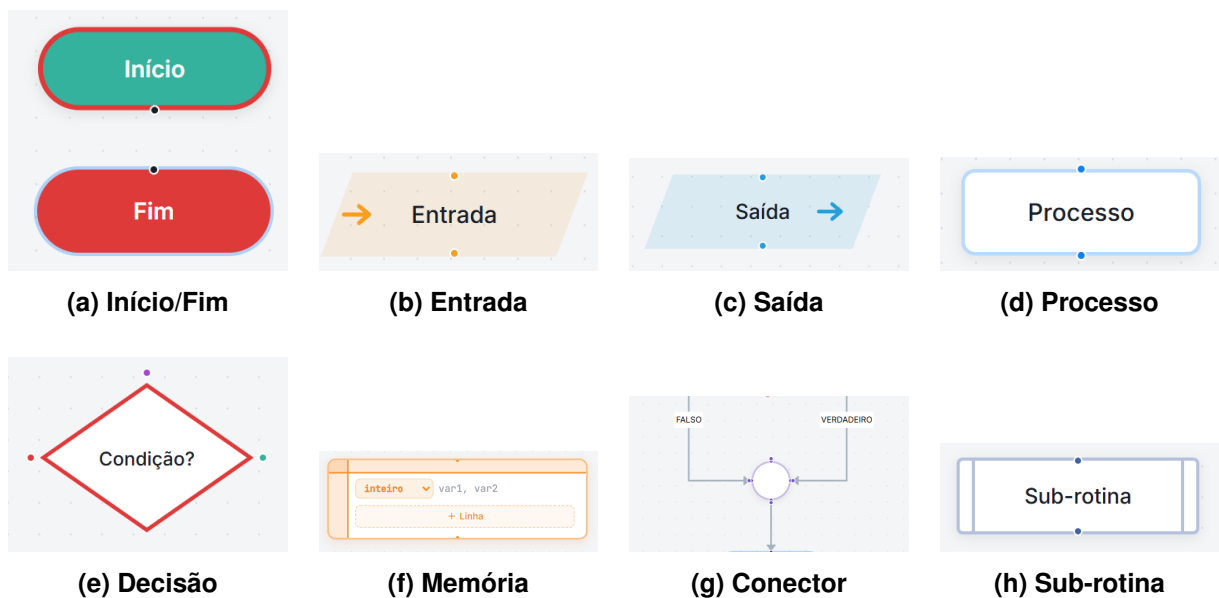 Início
Fim
Entrada
Saída
Processo
(a) Início/Fim
(b) Entrada
(c) Saída
(d) Processo
Condição?
inteiro var1, var2
+ Linha
FALSO
VERDADEIRO
Sub-rotina
(e) Decisão
(f) Memória
(g) Conector
(h) Sub-rotina